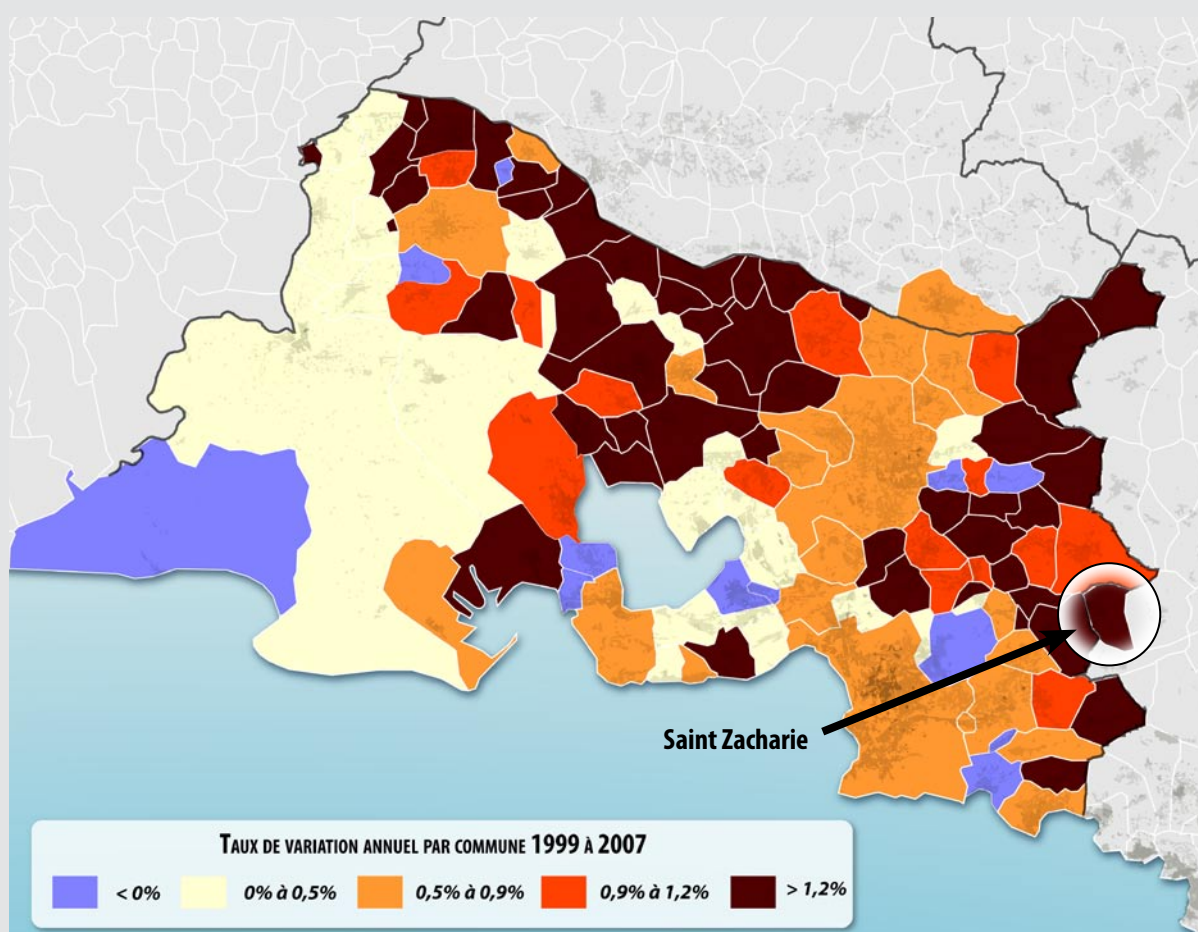 Saint Zacharie
TAUX DE VARIATION ANNUEL PAR COMMUNE 1999 À 2007
< 0% 0% à 0,5% 0,5% à 0,9% 0,9% à 1,2% > 1,2%